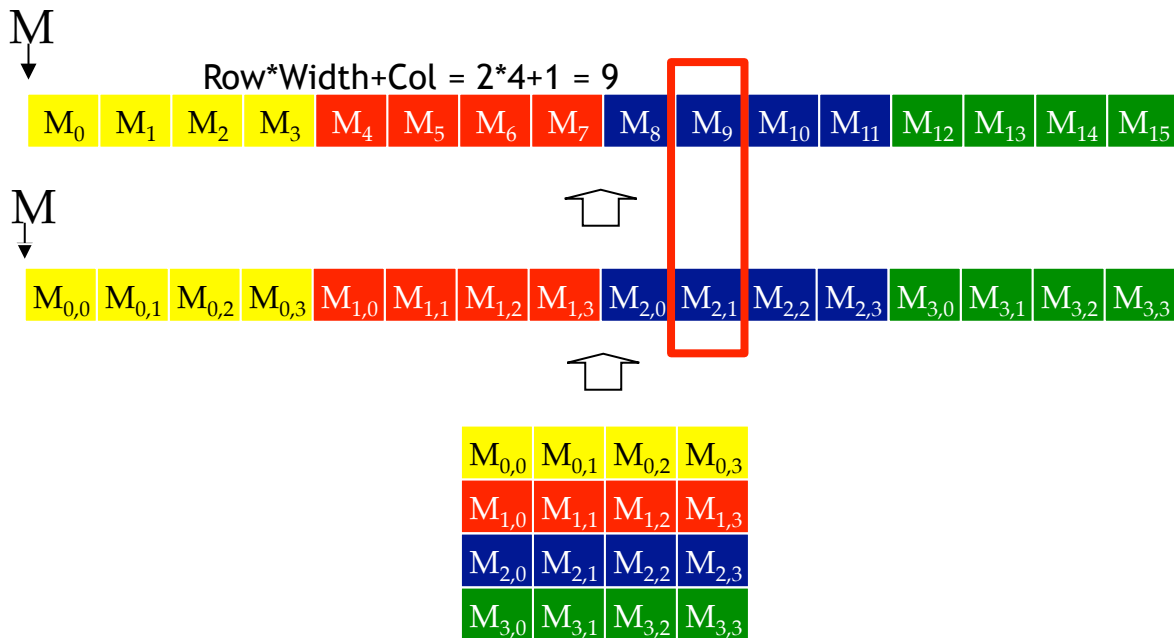 M
Row*Width+Col = 2*4+1 = 9
M0 M1 M2 M3 M4 M5 M6 M7 M8 M9 M10 M11 M12 M13 M14 M15
M
M0,0 M0,1 M0,2 M0,3 M1,0 M1,1 M1,2 M1,3 M2,0 M2,1 M2,2 M2,3 M3,0 M3,1 M3,2 M3,3
M0,0 M0,1 M0,2 M0,3
M1,0 M1,1 M1,2 M1,3
M2,0 M2,1 M2,2 M2,3
M3,0 M3,1 M3,2 M3,3